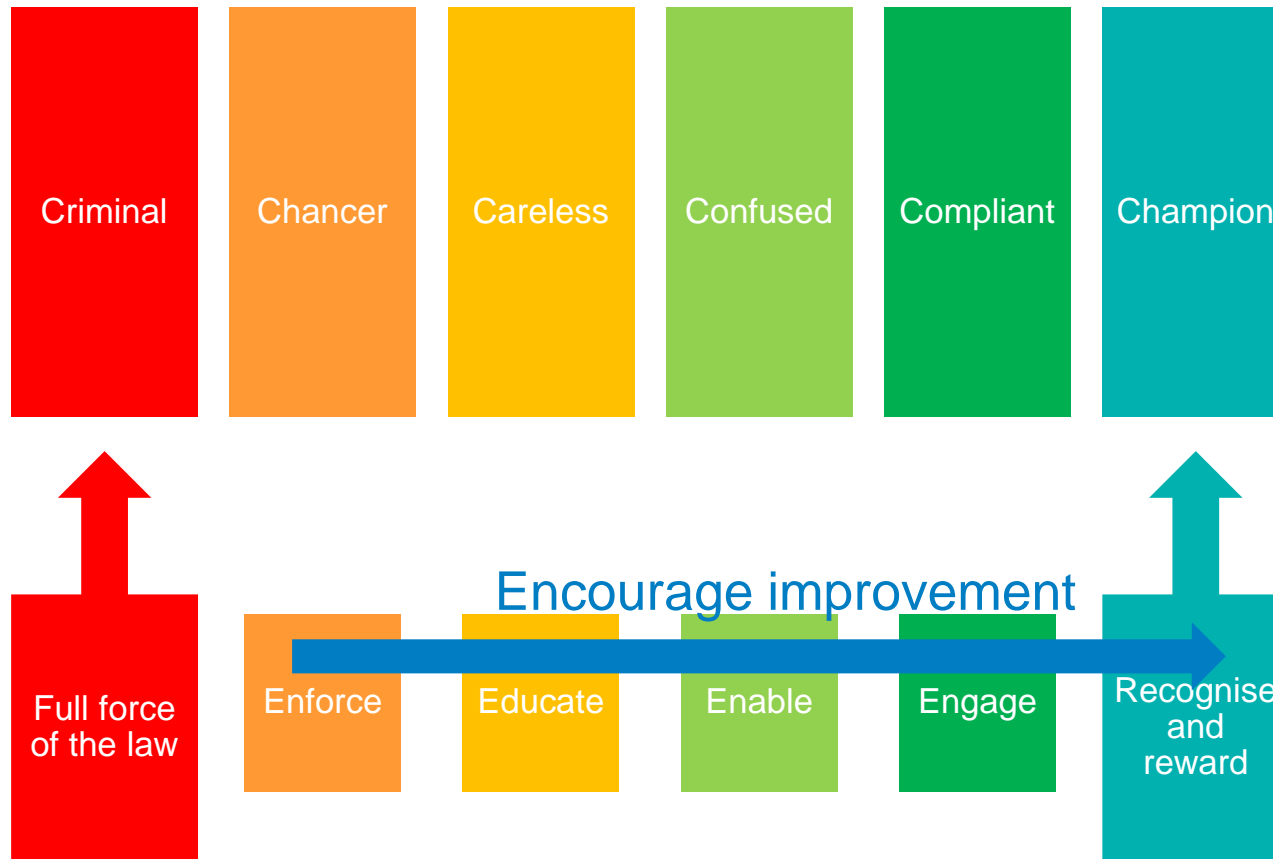 Criminal
Chancer
Careless
Confused
Compliant
Champion
Encourage improvement
Full force
of the law
Enforce
Educate
Enable
Engage
Recognise
and
reward